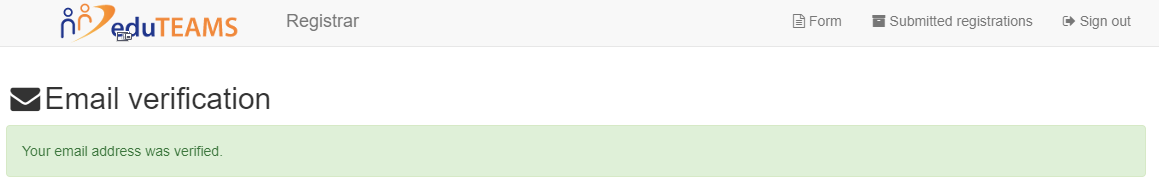 eduTEAMS Registrar Form Submitted registrations Sign out
Email verification
Your email address was verified.